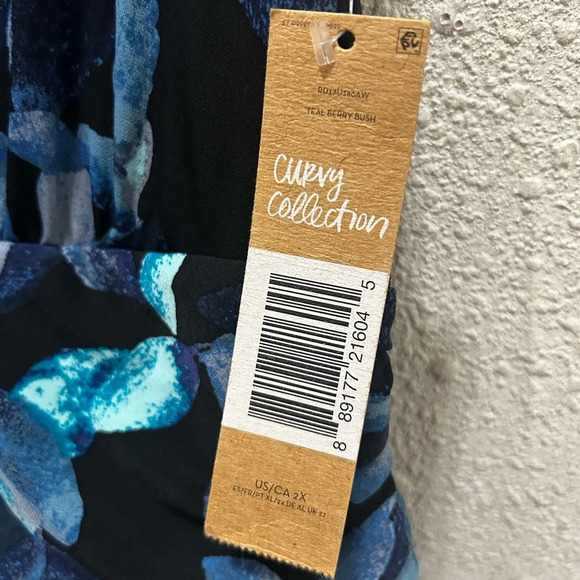 TEAL BERRY BUSH
curvy
collection
8 89177 21604 5
US/CA 2X
ES/FR/PT XL/24 DE XL UK 22